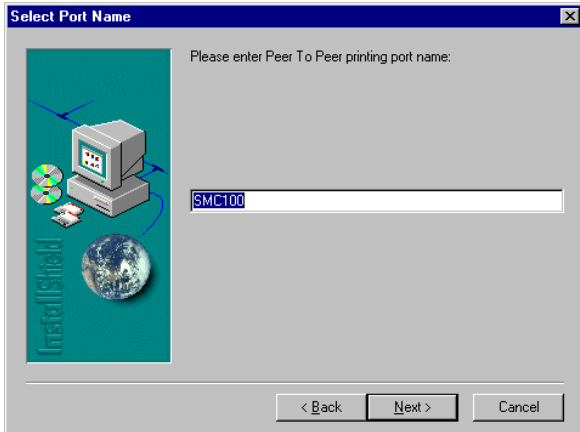 Select Port Name
Please enter Peer To Peer printing port name:
SMC100
InstallShield
< Back
Next >
Cancel